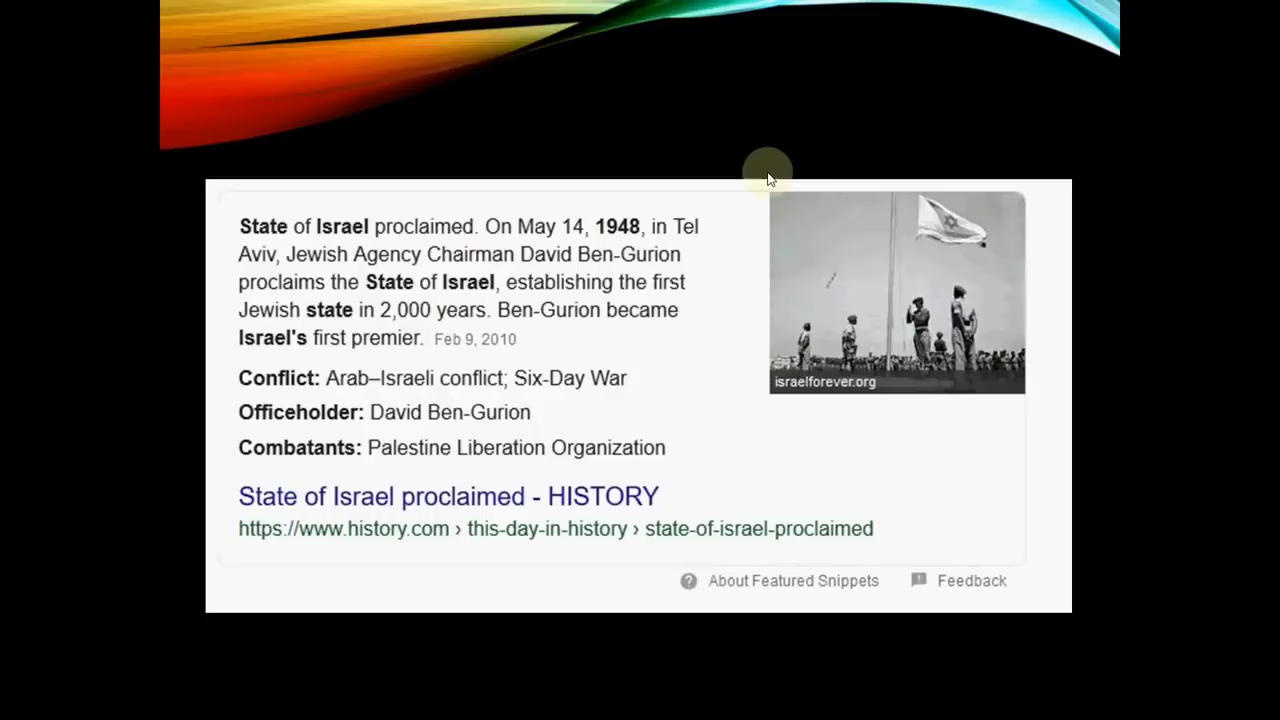 State of Israel proclaimed. On May 14, 1948, in Tel
Aviv, Jewish Agency Chairman David Ben-Gurion
proclaims the State of Israel, establishing the first
Jewish state in 2,000 years. Ben-Gurion became
Israel's first premier. Feb 9, 2010
israelforever.org
Conflict: Arab–Israeli conflict; Six-Day War
Officeholder: David Ben-Gurion
Combatants: Palestine Liberation Organization
State of Israel proclaimed - HISTORY
https://www.history.com › this-day-in-history › state-of-israel-proclaimed
About Featured Snippets Feedback